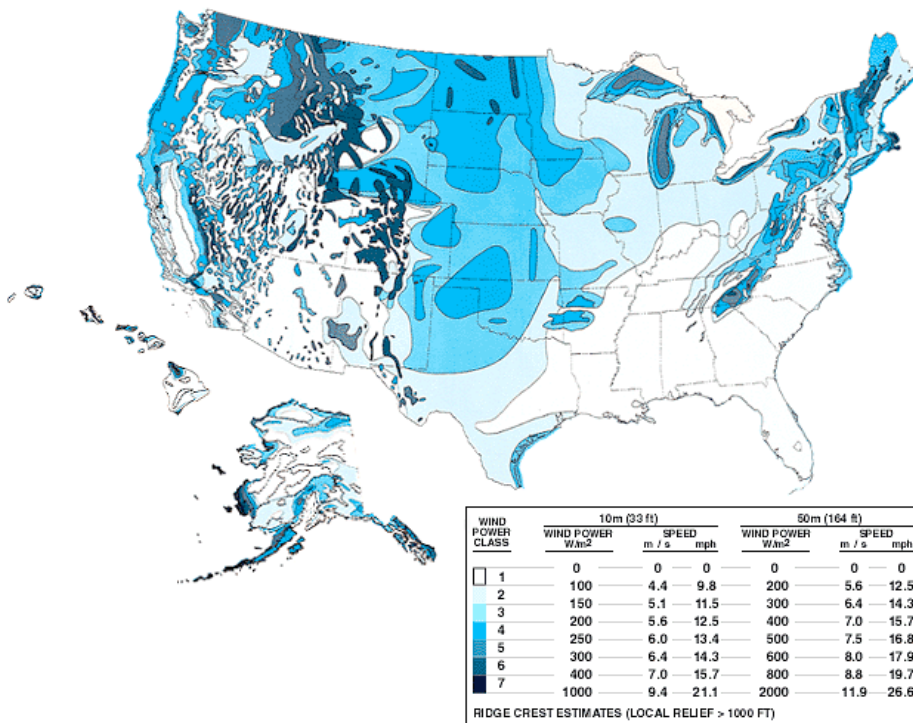 WIND POWER CLASS 10m (33 ft) 50m (164 ft)
WIND POWER W/m² SPEED m / s mph WIND POWER W/m² SPEED m / s mph
0 0 0 0 0 0
1
100 4.4 9.8 200 5.6 12.5
2
150 5.1 11.5 300 6.4 14.3
3
200 5.6 12.5 400 7.0 15.7
4
250 6.0 13.4 500 7.5 16.8
5
300 6.4 14.3 600 8.0 17.9
6
400 7.0 15.7 800 8.8 19.7
7
1000 9.4 21.1 2000 11.9 26.6
RIDGE CREST ESTIMATES (LOCAL RELIEF > 1000 FT)